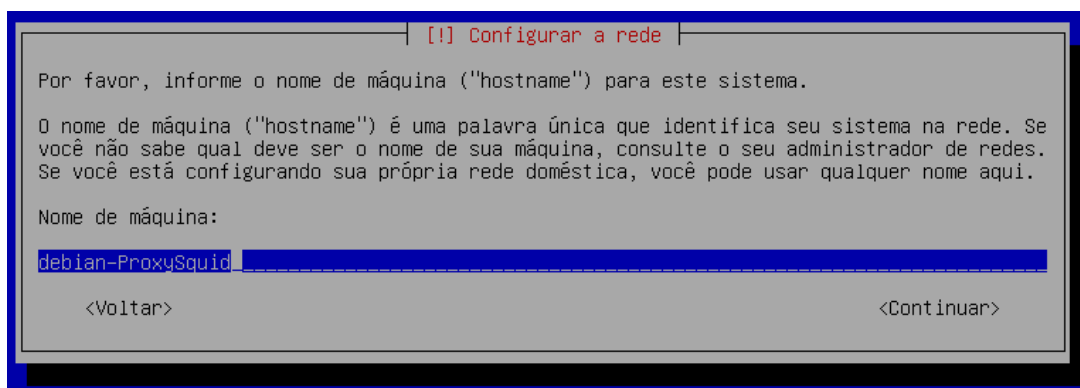 [!] Configurar a rede
Por favor, informe o nome de máquina ("hostname") para este sistema.
O nome de máquina ("hostname") é uma palavra única que identifica seu sistema na rede. Se
você não sabe qual deve ser o nome de sua máquina, consulte o seu administrador de redes.
Se você está configurando sua própria rede doméstica, você pode usar qualquer nome aqui.
Nome de máquina:
debian-ProxySquid
<Voltar> <Continuar>